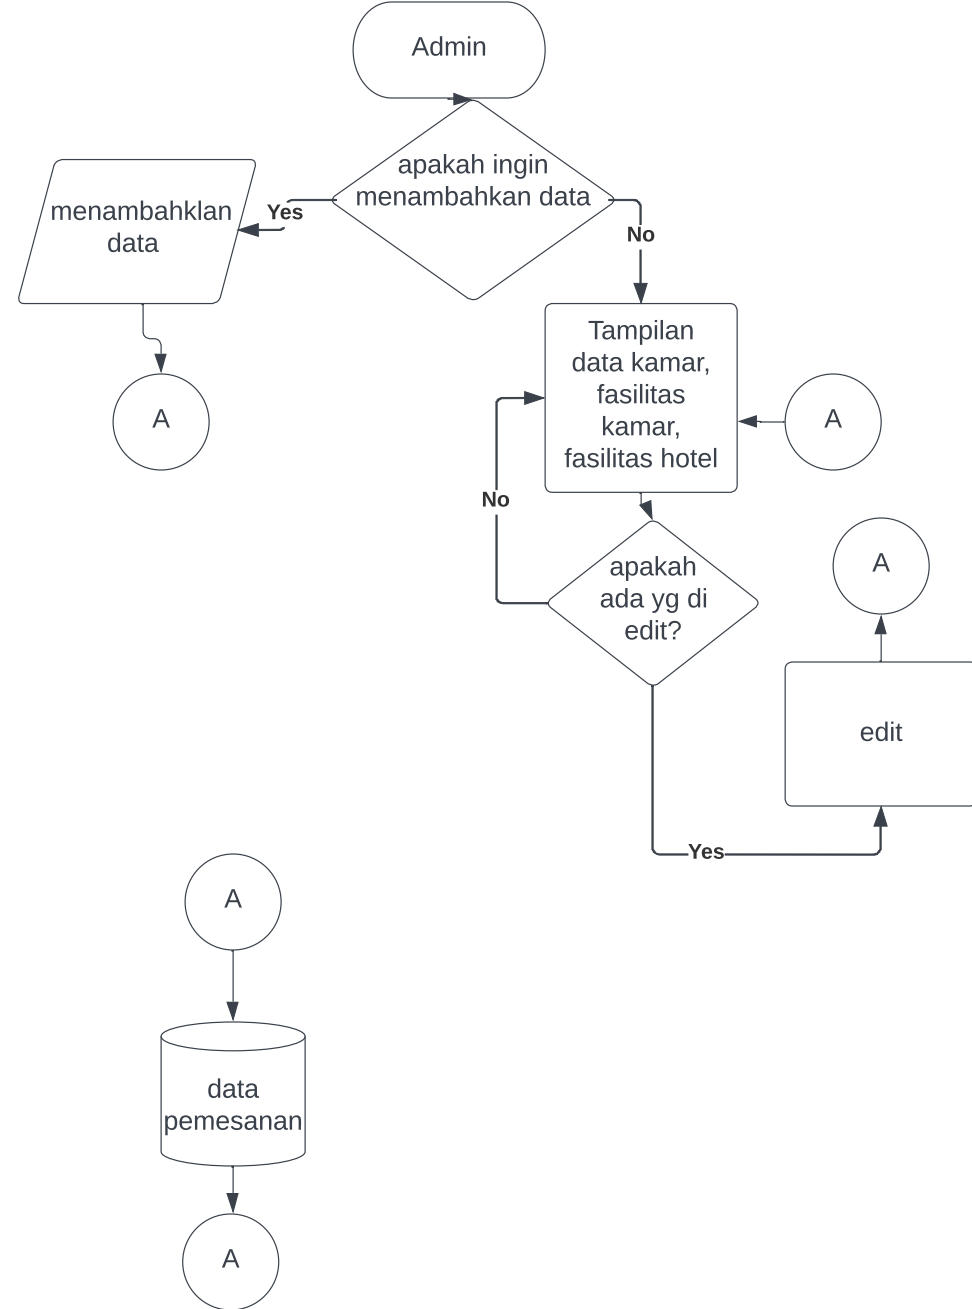 Admin
apakah ingin
menambahkan data
menambahklan
data
Yes
No
Tampilan
data kamar,
fasilitas
kamar,
fasilitas hotel
A
A
No
apakah
ada yg di
edit?
A
edit
Yes
A
data
pemesanan
A